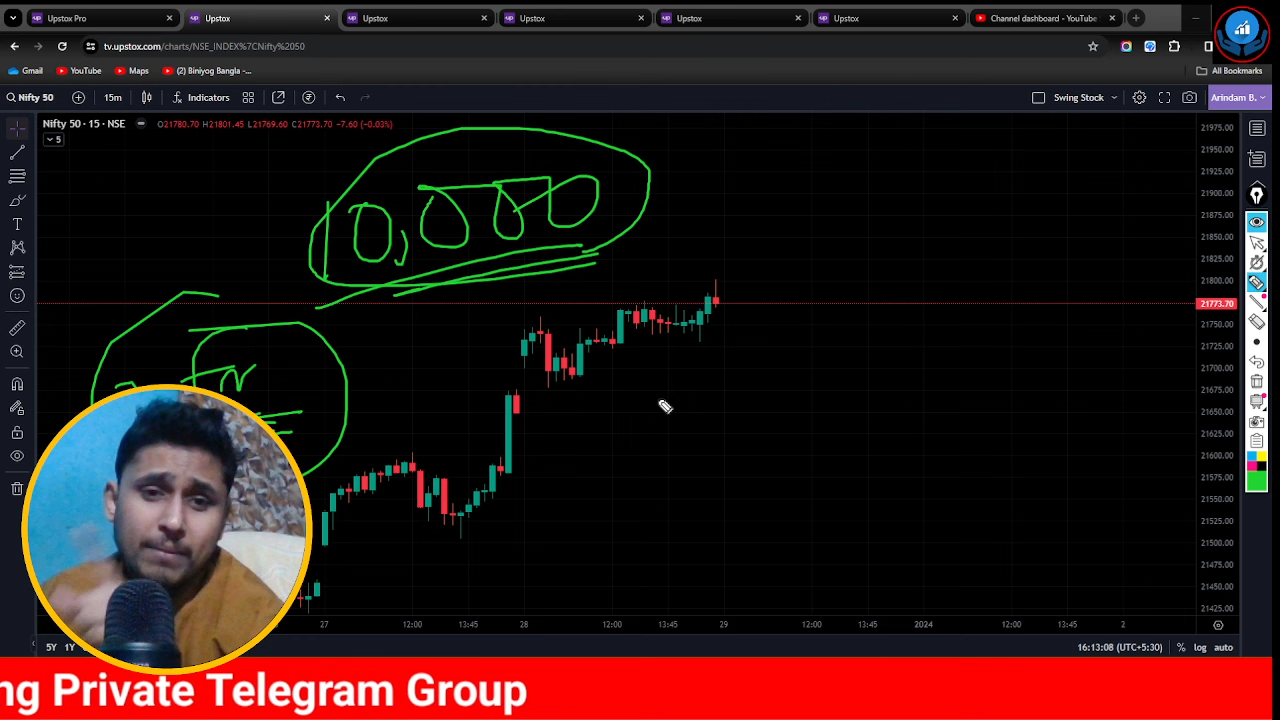 Upstox Pro
Upstox
Upstox
Upstox
Upstox
Upstox
Channel dashboard - YouTube
tv.upstox.com/charts/NSE_INDEX%7CNifty%2050
Gmail
YouTube
Maps
(2) Biniyog Bangla -...
All Bookmarks
Nifty 50
15m
Indicators
Swing Stock
Arindam B.
Nifty 50 · 15 · NSE
O21780.70 H21801.45 L21769.60 C21773.70 -7.60 (-0.03%)
5
10,000
21975.00
21950.00
21925.00
21900.00
21875.00
21850.00
21825.00
21800.00
21773.70
21750.00
21725.00
21700.00
21675.00
21650.00
21625.00
21600.00
21575.00
21550.00
21525.00
21500.00
21475.00
21450.00
21425.00
27 12:00 13:45 28 12:00 13:45 29 12:00 13:45 2024 12:00 13:45 2
5Y 1Y
16:13:08 (UTC+5:30) % log auto
ng Private Telegram Group